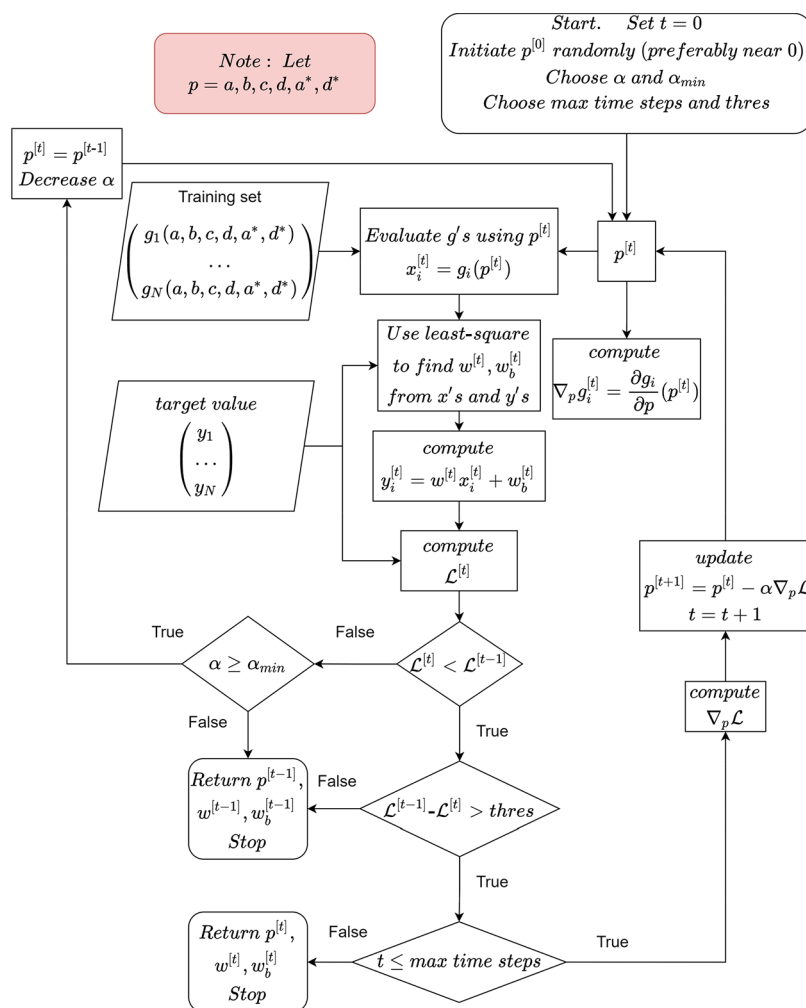 Note : Let
p = a, b, c, d, a*, d*
Start. Set t = 0
Initiate p^[0] randomly (preferably near 0)
Choose α and α_min
Choose max time steps and thres
p^[t] = p^[t-1]
Decrease α
Training set
g_1(a, b, c, d, a*, d*)
...
g_N(a, b, c, d, a*, d*)
Evaluate g's using p^[t]
x_i^[t] = g_i(p^[t])
p^[t]
Use least-square
to find w^[t], w_b^[t]
from x's and y's
compute
∇_p g_i^[t] = ∂g_i/∂p (p^[t])
target value
y_1
...
y_N
compute
y_i^[t] = w^[t] x_i^[t] + w_b^[t]
compute
ℒ^[t]
update
p^[t+1] = p^[t] − α∇_p ℒ
t = t + 1
True
α ≥ α_min
False
ℒ^[t] < ℒ^[t-1]
compute
∇_p ℒ
False
True
Return p^[t-1],
w^[t-1], w_b^[t-1]
Stop
False
ℒ^[t-1]-ℒ^[t] > thres
True
Return p^[t],
w^[t], w_b^[t]
Stop
False
t ≤ max time steps
True